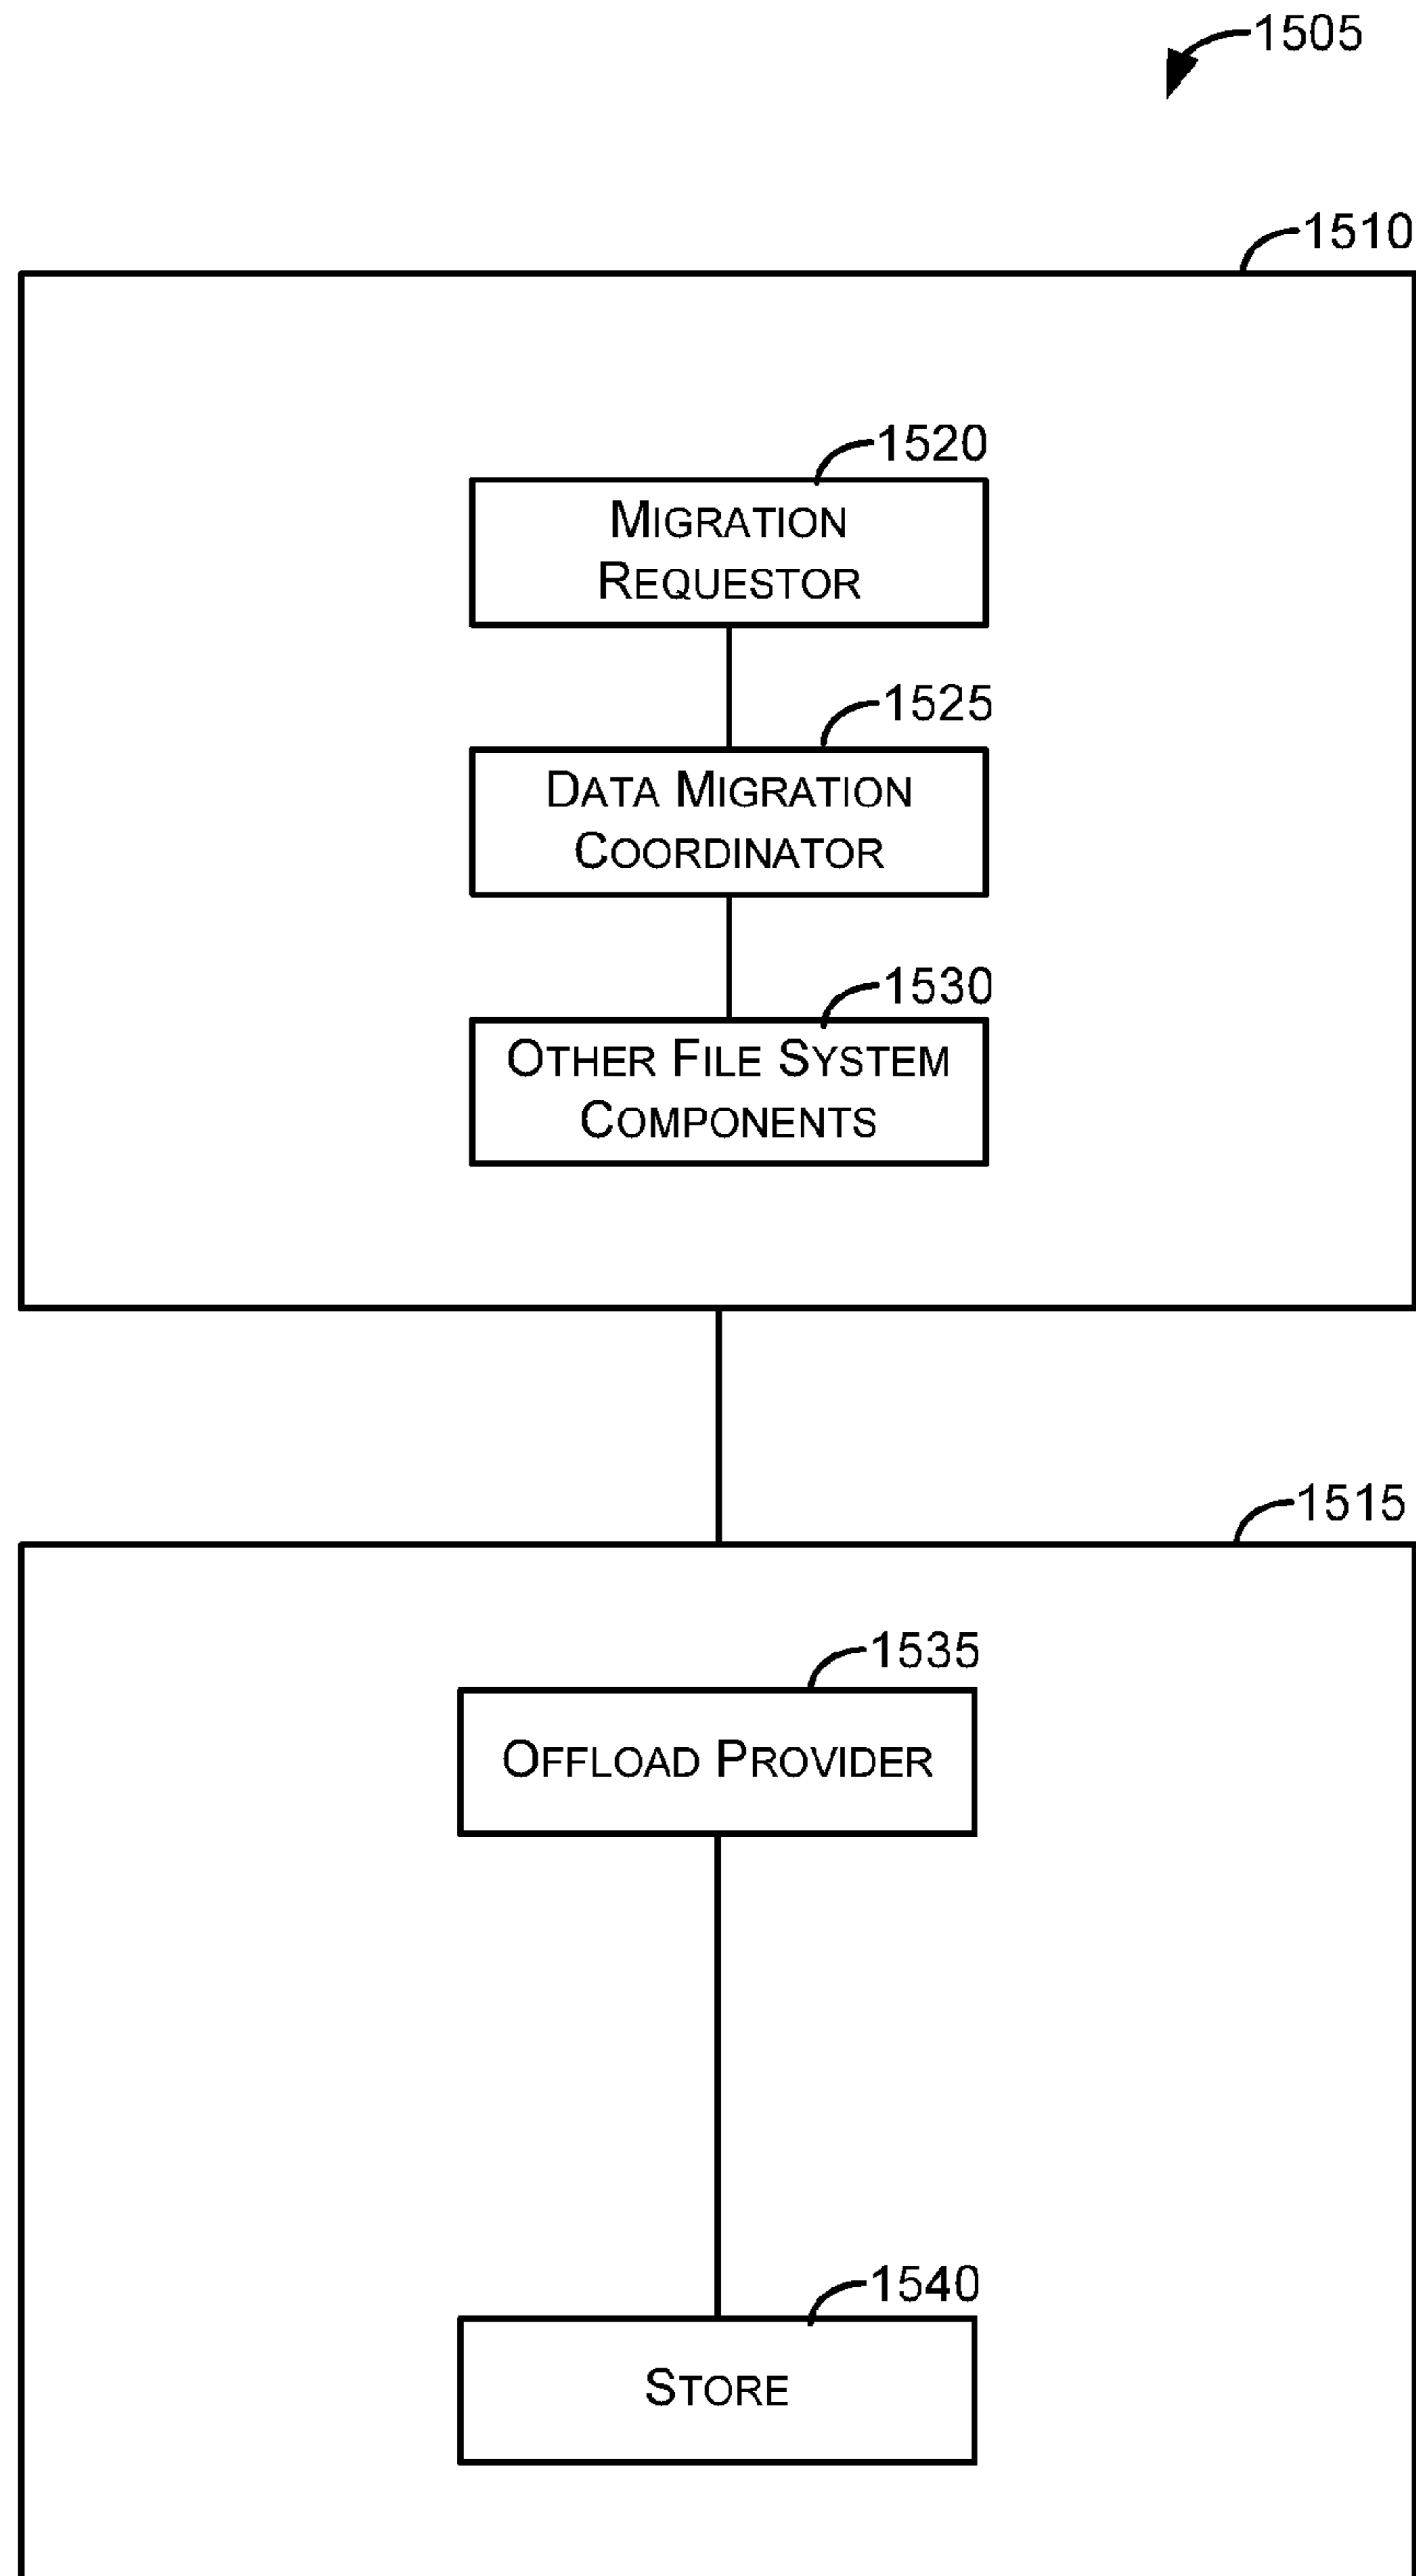 1505
1510
1520
MIGRATION
REQUESTOR
1525
DATA MIGRATION
COORDINATOR
1530
OTHER FILE SYSTEM
COMPONENTS
1515
1535
OFFLOAD PROVIDER
1540
STORE